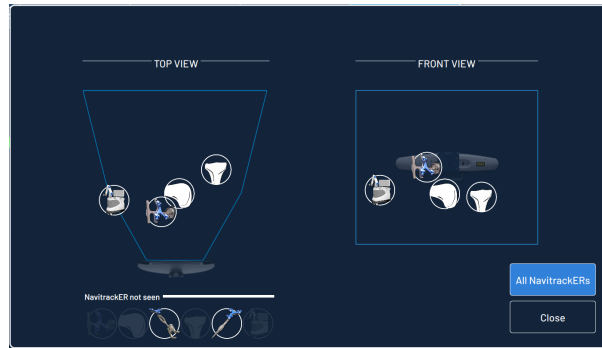 TOP VIEW
FRONT VIEW
NavitrackER not seen
All NavitrackERs
Close